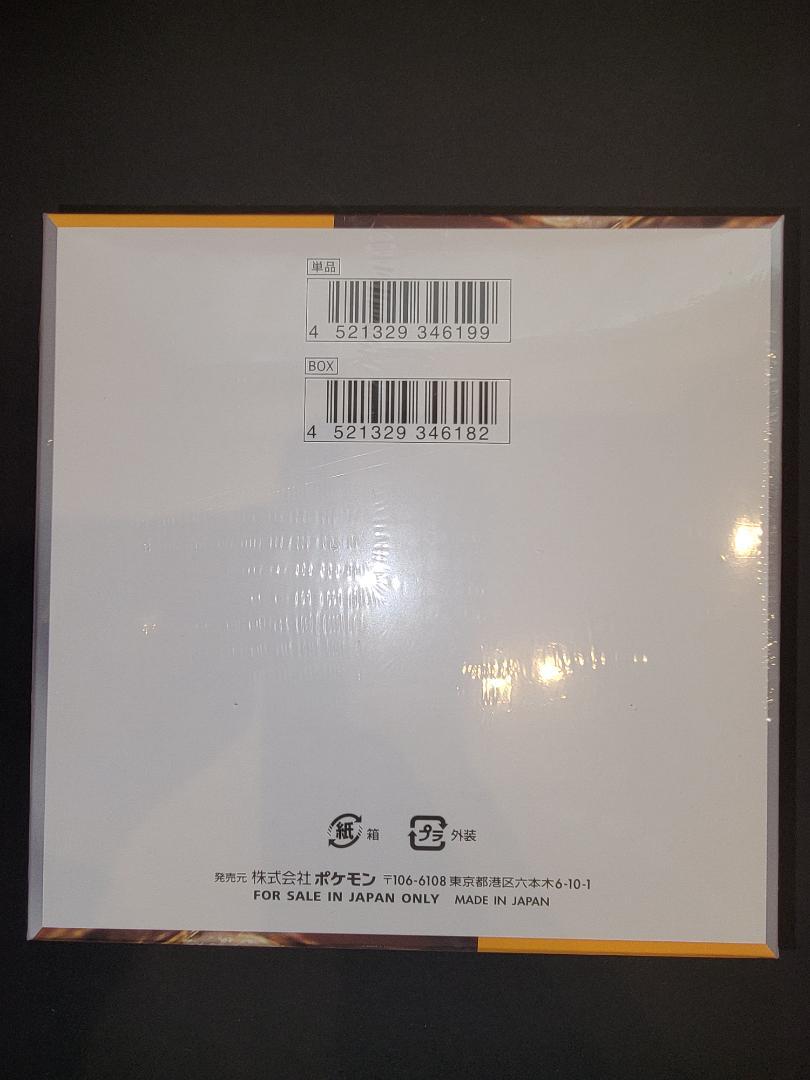 単品
4 521329 346199
BOX
4 521329 346182
紙 箱 プラ 外装
発売元 株式会社ポケモン 〒106-6108 東京都港区六本木6-10-1
FOR SALE IN JAPAN ONLY MADE IN JAPAN